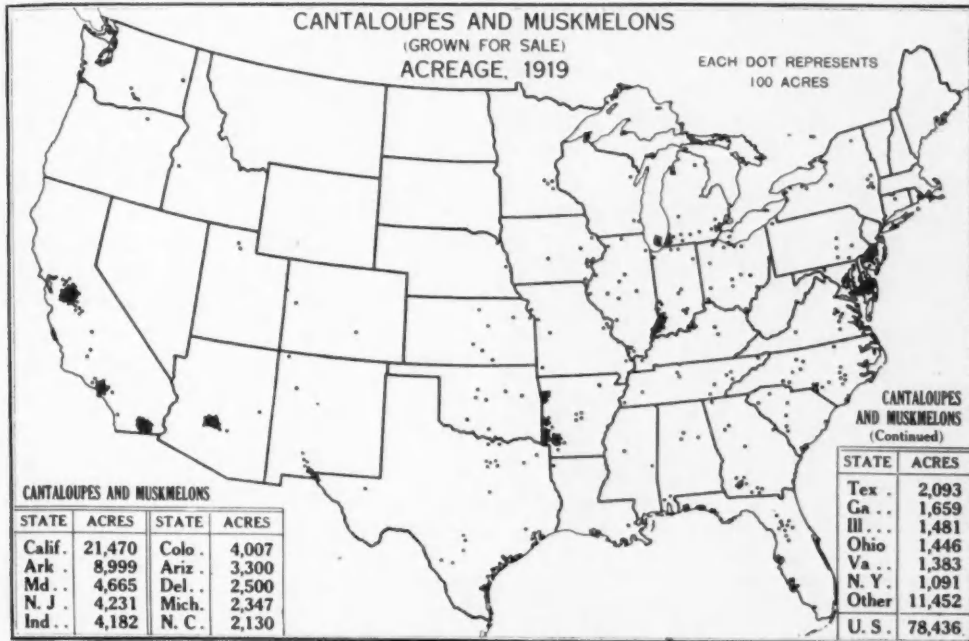 CANTALOUPES AND MUSKMELONS
(GROWN FOR SALE)
ACREAGE, 1919
EACH DOT REPRESENTS
100 ACRES
CANTALOUPES AND MUSKMELONS
STATE ACRES STATE ACRES
Calif. 21,470 Colo.. 4,007
Ark.. 8,999 Ariz.. 3,300
Md... 4,665 Del... 2,500
N. J.. 4,231 Mich. 2,347
Ind... 4,182 N. C. 2,130
CANTALOUPES
AND MUSKMELONS
(Continued)
STATE ACRES
Tex. 2,093
Ga.. 1,659
Ill... 1,481
Ohio 1,446
Va.. 1,383
N. Y. 1,091
Other 11,452
U. S. 78,436